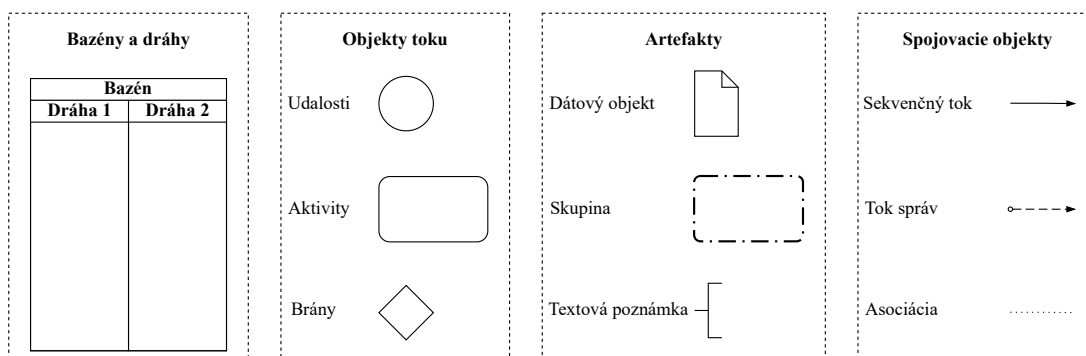 Bazény a dráhy
Bazén
Dráha 1 Dráha 2
Objekty toku
Udalosti
Aktivity
Brány
Artefakty
Dátový objekt
Skupina
Textová poznámka
Spojovacie objekty
Sekvenčný tok
Tok správ
Asociácia